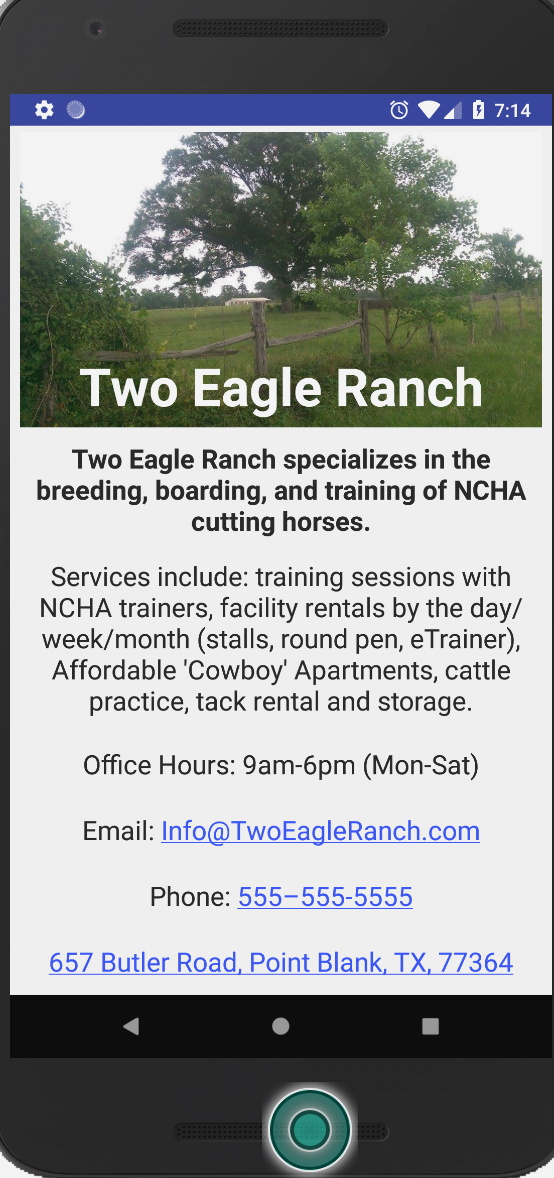 7:14
Two Eagle Ranch
Two Eagle Ranch specializes in the
breeding, boarding, and training of NCHA
cutting horses.
Services include: training sessions with
NCHA trainers, facility rentals by the day/
week/month (stalls, round pen, eTrainer),
Affordable 'Cowboy' Apartments, cattle
practice, tack rental and storage.
Office Hours: 9am-6pm (Mon-Sat)
Email: Info@TwoEagleRanch.com
Phone: 555–555-5555
657 Butler Road, Point Blank, TX, 77364